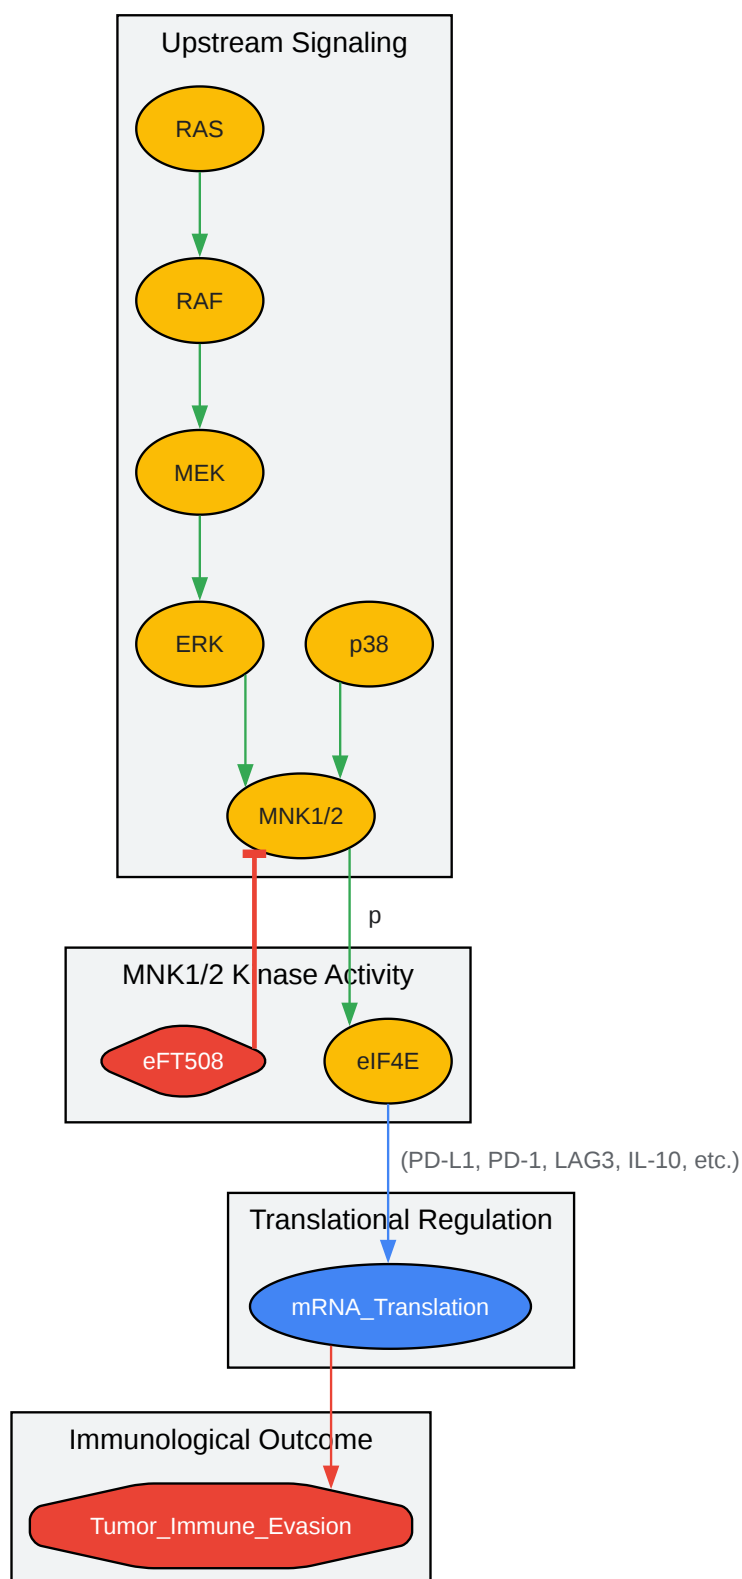 Upstream Signaling
RAS
RAF
MEK
ERK
p38
MNK1/2
p
MNK1/2 Kinase Activity
eFT508
eIF4E
(PD-L1, PD-1, LAG3, IL-10, etc.)
Translational Regulation
mRNA_Translation
Immunological Outcome
Tumor_Immune_Evasion